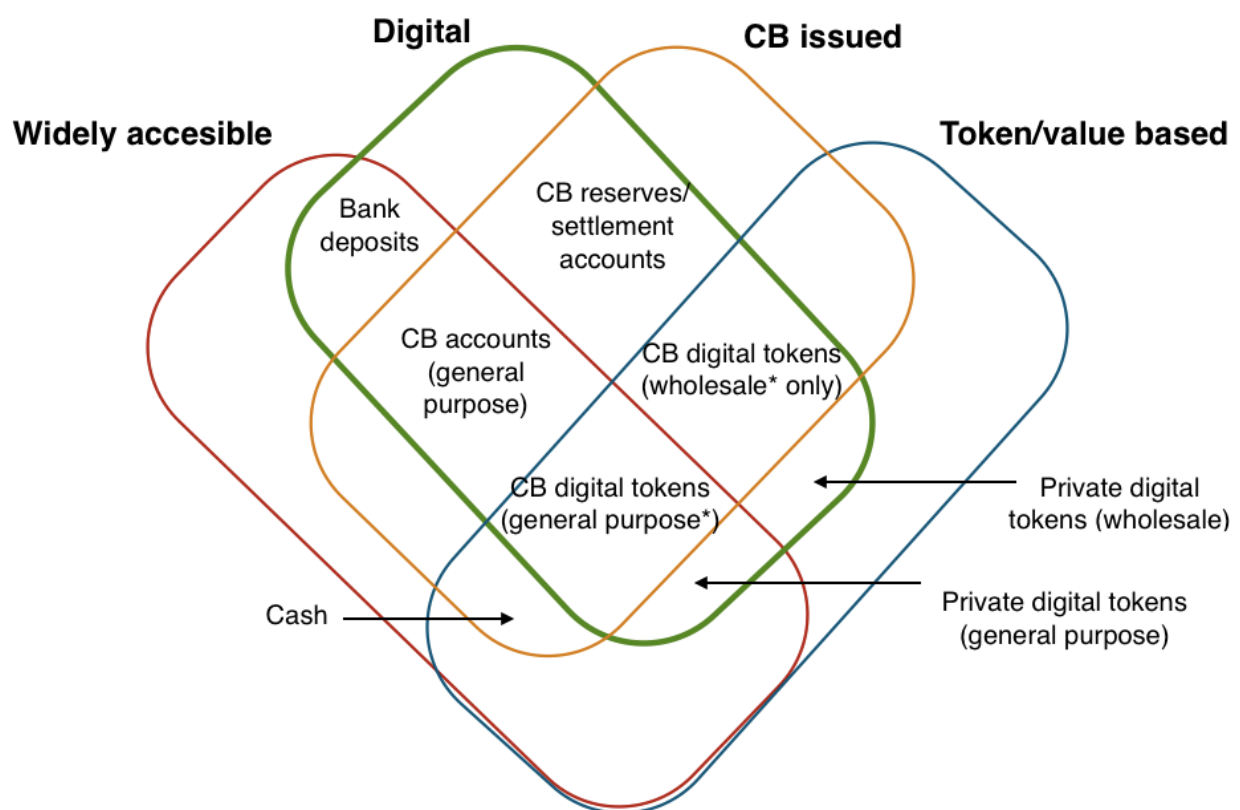 Digital
CB issued
Widely accesible
Token/value based
Bank
deposits
CB reserves/
settlement
accounts
CB accounts
(general
purpose)
CB digital tokens
(wholesale* only)
CB digital tokens
(general purpose*)
Private digital
tokens (wholesale)
Cash
Private digital tokens
(general purpose)